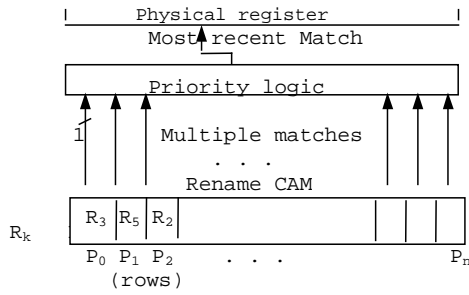 Physical register
Most recent Match
Priority logic
1 Multiple matches
. . .
Rename CAM
R3 R5 R2
Rk
P0 P1 P2 . . . Pn
(rows)